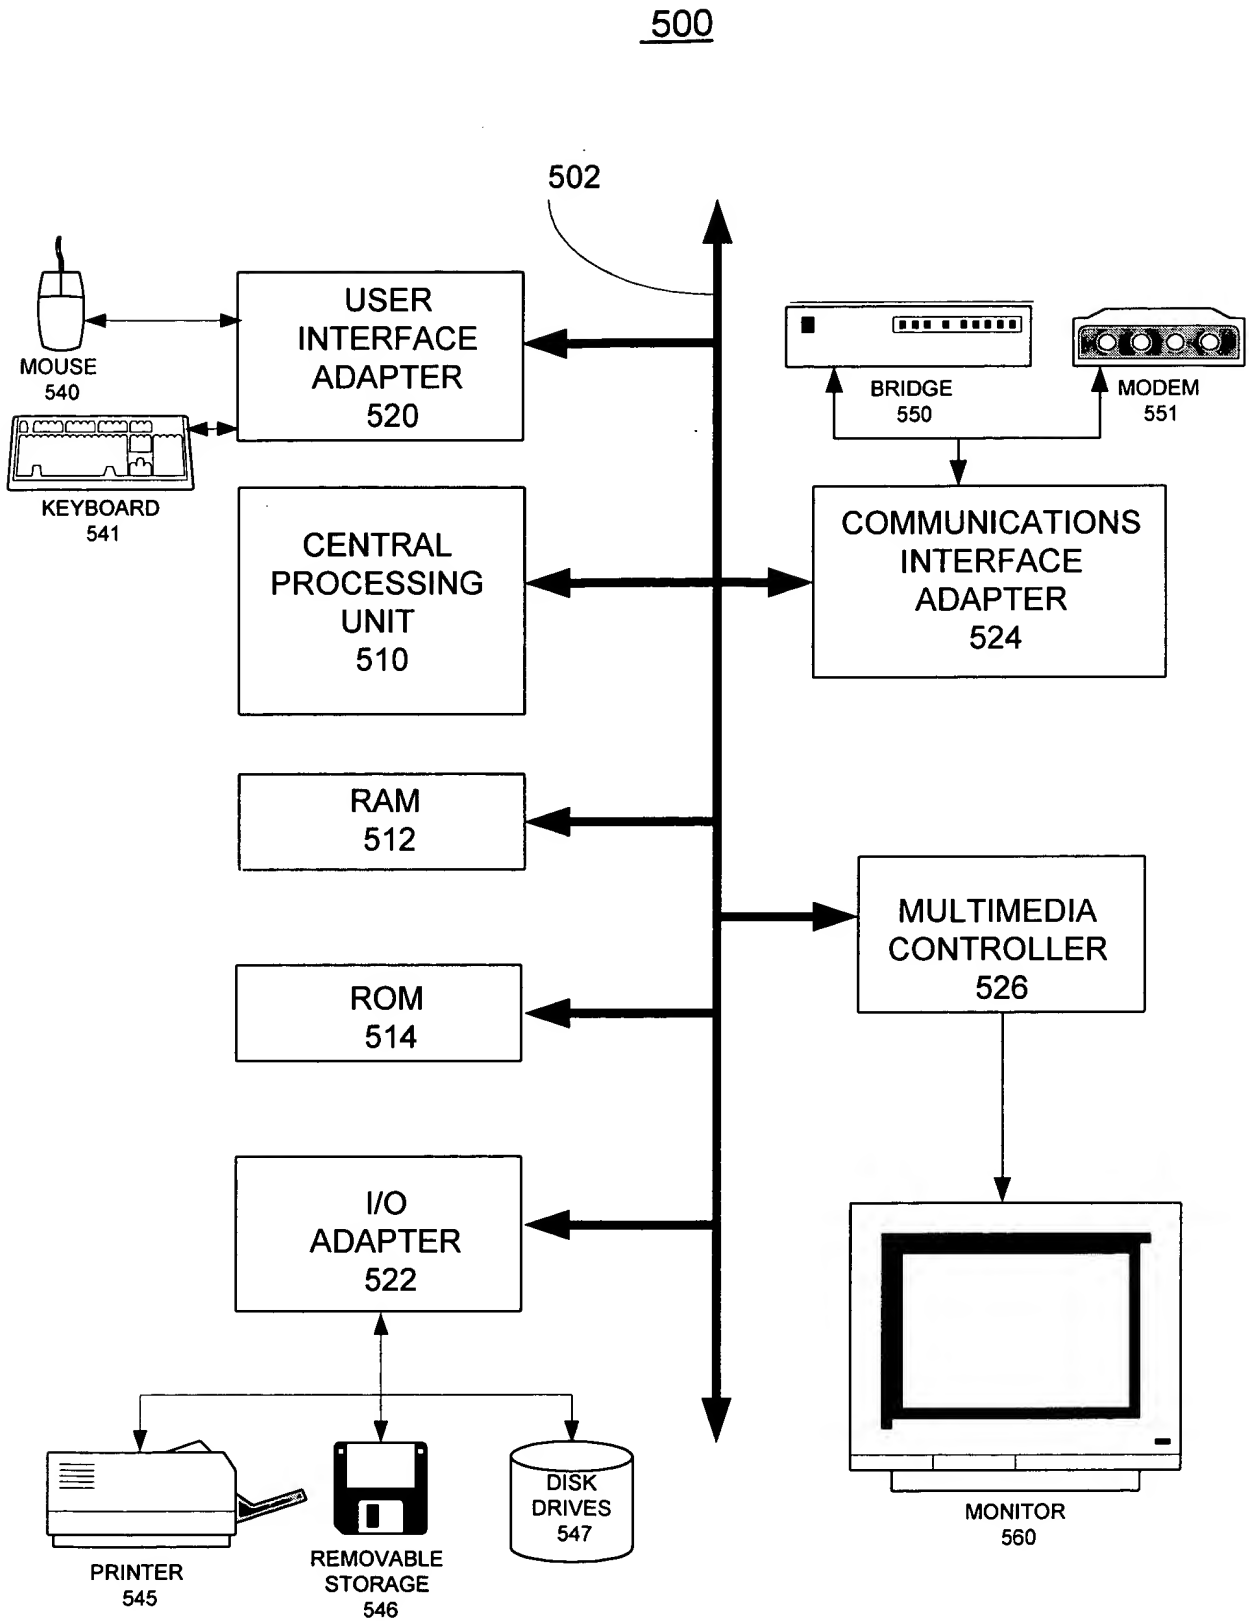 500
502
USER
INTERFACE
ADAPTER
520
MOUSE
540
KEYBOARD
541
BRIDGE
550
MODEM
551
CENTRAL
PROCESSING
UNIT
510
COMMUNICATIONS
INTERFACE
ADAPTER
524
RAM
512
MULTIMEDIA
CONTROLLER
526
ROM
514
I/O
ADAPTER
522
PRINTER
545
REMOVABLE
STORAGE
546
DISK
DRIVES
547
MONITOR
560